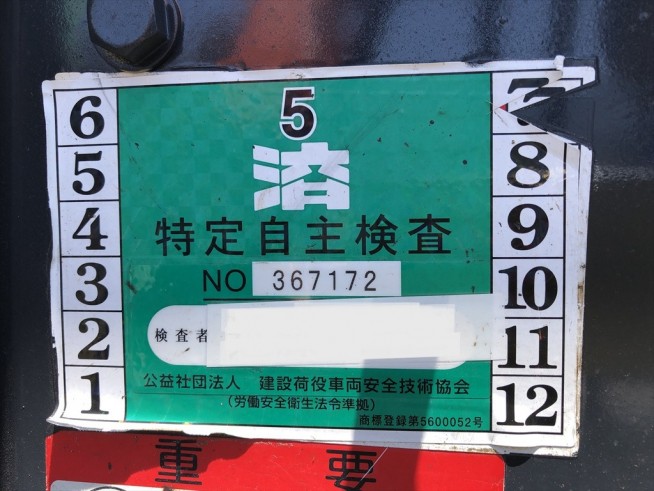 5
済
特定自主検査
NO 367172
検査者
公益社団法人 建設荷役車両安全技術協会
(労働安全衛生法令準拠)
商標登録第5600052号
6
5
4
3
2
1
7
8
9
10
11
12
重要